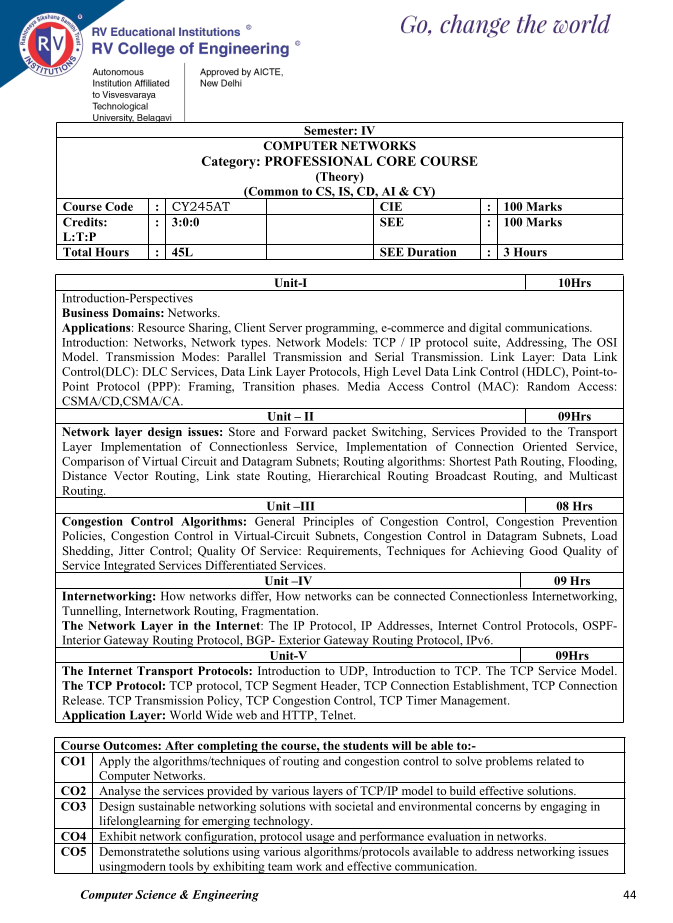 Go, change the world
RV Educational Institutions ®
RV College of Engineering ®
Rashtreeya Sikshana Samithi Trust
RV
INSTITUTIONS
Autonomous
Institution Affiliated
to Visvesvaraya
Technological
University, Belagavi
Approved by AICTE,
New Delhi
Semester: IV
COMPUTER NETWORKS
Category: PROFESSIONAL CORE COURSE
(Theory)
(Common to CS, IS, CD, AI & CY)
Course Code : CY245AT CIE : 100 Marks
Credits: : 3:0:0 SEE : 100 Marks
L:T:P
Total Hours : 45L SEE Duration : 3 Hours
Unit-I 10Hrs
Introduction-Perspectives
Business Domains: Networks.
Applications: Resource Sharing, Client Server programming, e-commerce and digital communications.
Introduction: Networks, Network types. Network Models: TCP / IP protocol suite, Addressing, The OSI
Model. Transmission Modes: Parallel Transmission and Serial Transmission. Link Layer: Data Link
Control(DLC): DLC Services, Data Link Layer Protocols, High Level Data Link Control (HDLC), Point-to-
Point Protocol (PPP): Framing, Transition phases. Media Access Control (MAC): Random Access:
CSMA/CD,CSMA/CA.
Unit – II 09Hrs
Network layer design issues: Store and Forward packet Switching, Services Provided to the Transport
Layer Implementation of Connectionless Service, Implementation of Connection Oriented Service,
Comparison of Virtual Circuit and Datagram Subnets; Routing algorithms: Shortest Path Routing, Flooding,
Distance Vector Routing, Link state Routing, Hierarchical Routing Broadcast Routing, and Multicast
Routing.
Unit –III 08 Hrs
Congestion Control Algorithms: General Principles of Congestion Control, Congestion Prevention
Policies, Congestion Control in Virtual-Circuit Subnets, Congestion Control in Datagram Subnets, Load
Shedding, Jitter Control; Quality Of Service: Requirements, Techniques for Achieving Good Quality of
Service Integrated Services Differentiated Services.
Unit –IV 09 Hrs
Internetworking: How networks differ, How networks can be connected Connectionless Internetworking,
Tunnelling, Internetwork Routing, Fragmentation.
The Network Layer in the Internet: The IP Protocol, IP Addresses, Internet Control Protocols, OSPF-
Interior Gateway Routing Protocol, BGP- Exterior Gateway Routing Protocol, IPv6.
Unit-V 09Hrs
The Internet Transport Protocols: Introduction to UDP, Introduction to TCP. The TCP Service Model.
The TCP Protocol: TCP protocol, TCP Segment Header, TCP Connection Establishment, TCP Connection
Release. TCP Transmission Policy, TCP Congestion Control, TCP Timer Management.
Application Layer: World Wide web and HTTP, Telnet.
Course Outcomes: After completing the course, the students will be able to:-
CO1 Apply the algorithms/techniques of routing and congestion control to solve problems related to
Computer Networks.
CO2 Analyse the services provided by various layers of TCP/IP model to build effective solutions.
CO3 Design sustainable networking solutions with societal and environmental concerns by engaging in
lifelonglearning for emerging technology.
CO4 Exhibit network configuration, protocol usage and performance evaluation in networks.
CO5 Demonstratethe solutions using various algorithms/protocols available to address networking issues
usingmodern tools by exhibiting team work and effective communication.
Computer Science & Engineering 44